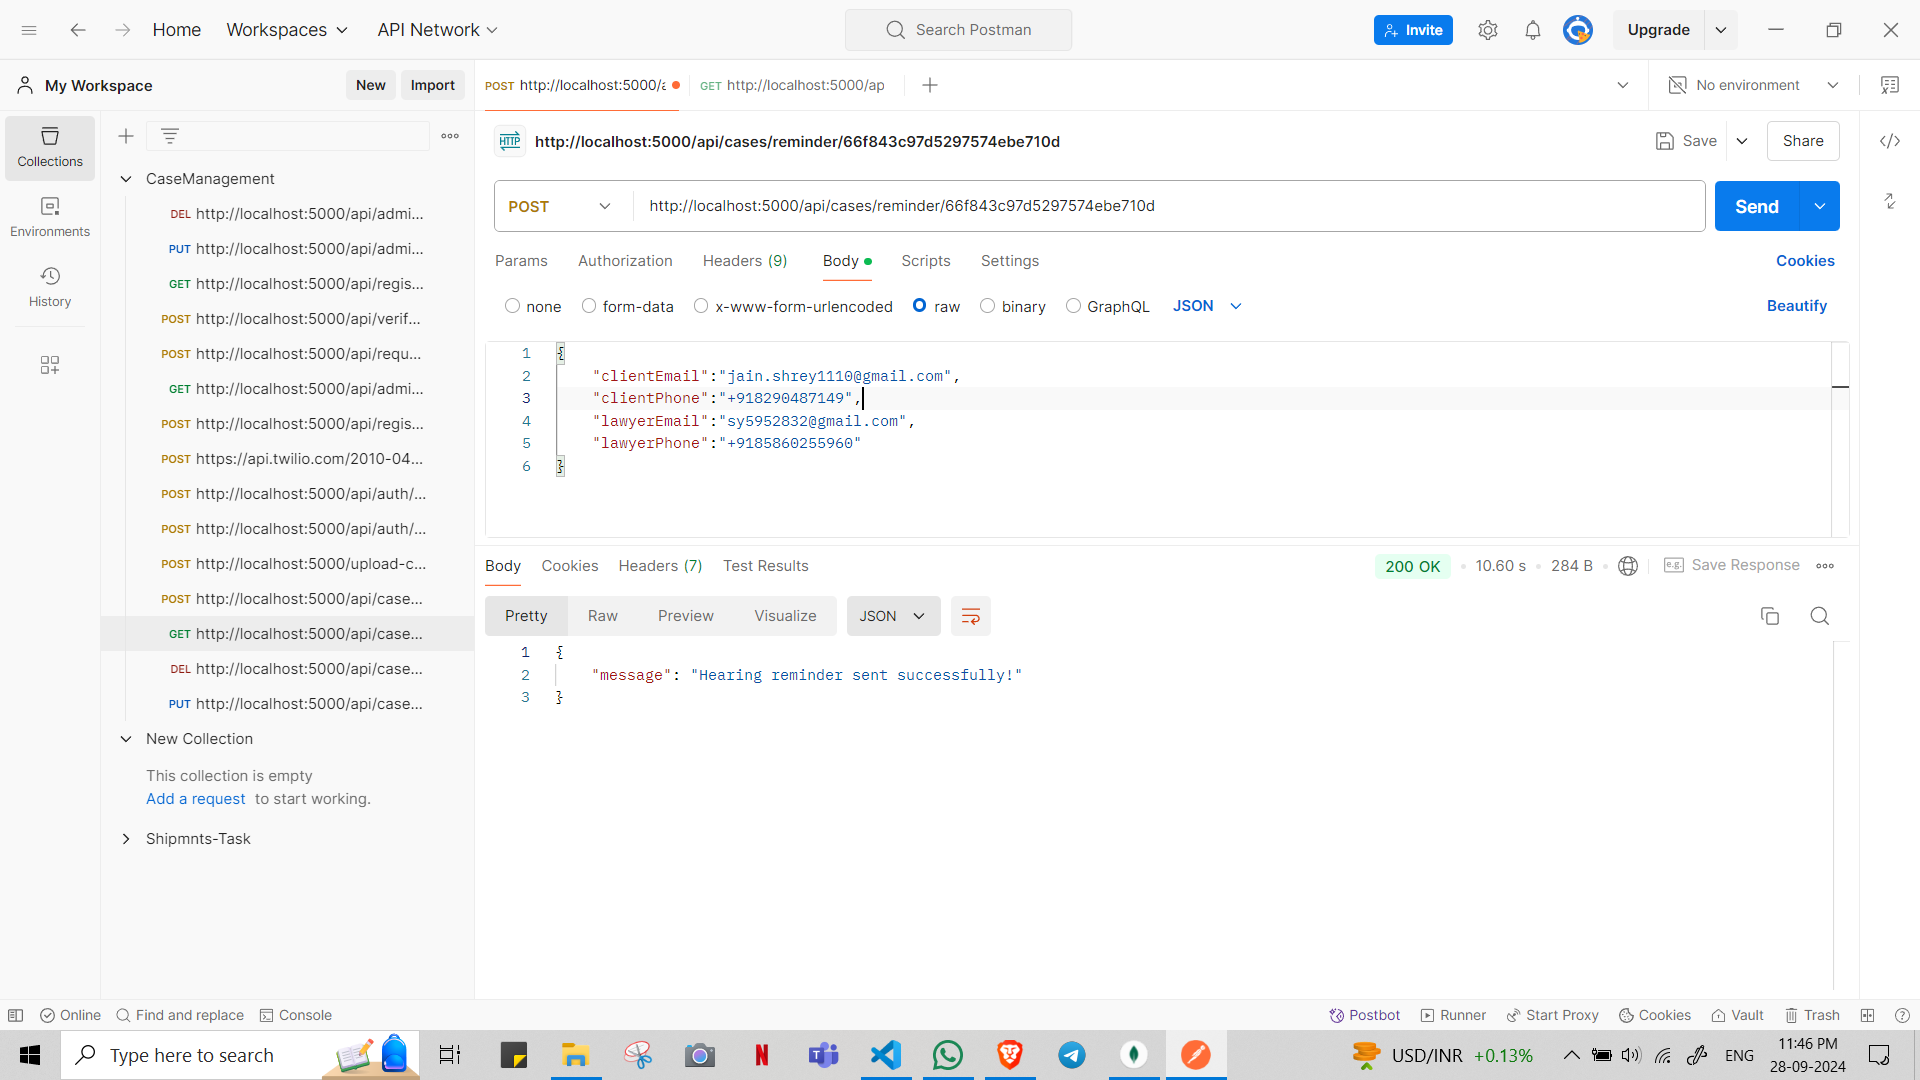 Home
Workspaces
API Network
Search Postman
Invite
Upgrade
My Workspace
New
Import
POST http://localhost:5000/a
GET http://localhost:5000/ap
No environment
Collections
Environments
History
CaseManagement
DEL http://localhost:5000/api/admi...
PUT http://localhost:5000/api/admi...
GET http://localhost:5000/api/regis...
POST http://localhost:5000/api/verif...
POST http://localhost:5000/api/requ...
GET http://localhost:5000/api/admi...
POST http://localhost:5000/api/regis...
POST https://api.twilio.com/2010-04...
POST http://localhost:5000/api/auth/...
POST http://localhost:5000/api/auth/...
POST http://localhost:5000/upload-c...
POST http://localhost:5000/api/case...
GET http://localhost:5000/api/case...
DEL http://localhost:5000/api/case...
PUT http://localhost:5000/api/case...
New Collection
This collection is empty
Add a request to start working.
Shipmnts-Task
HTTP http://localhost:5000/api/cases/reminder/66f843c97d5297574ebe710d
Save
Share
POST http://localhost:5000/api/cases/reminder/66f843c97d5297574ebe710d
Send
Params Authorization Headers (9) Body Scripts Settings
Cookies
none form-data x-www-form-urlencoded raw binary GraphQL JSON
Beautify
1 {
2 "clientEmail":"jain.shrey1110@gmail.com",
3 "clientPhone":"+918290487149",
4 "lawyerEmail":"sy5952832@gmail.com",
5 "lawyerPhone":"+9185860255960"
6 }
Body Cookies Headers (7) Test Results
200 OK 10.60 s 284 B
e.g. Save Response
Pretty Raw Preview Visualize JSON
1 {
2 "message": "Hearing reminder sent successfully!"
3 }
Online Find and replace Console
Postbot Runner Start Proxy Cookies Vault Trash
Type here to search
USD/INR +0.13%
ENG
11:46 PM
28-09-2024